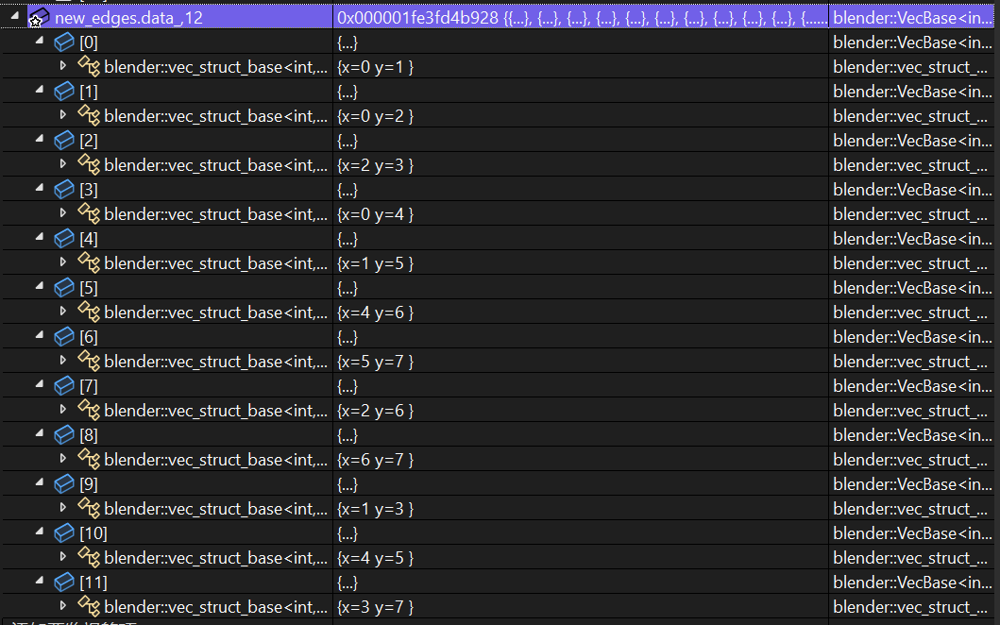 new_edges.data_,12 0x000001fe3fd4b928 {{...}, {...}, {...}, {...}, {...}, {...}, {...}, {...}, {...}, {...}, {...... blender::VecBase<in...
[0] {...} blender::VecBase<in...
blender::vec_struct_base<int,... {x=0 y=1 } blender::vec_struct_...
[1] {...} blender::VecBase<in...
blender::vec_struct_base<int,... {x=0 y=2 } blender::vec_struct_...
[2] {...} blender::VecBase<in...
blender::vec_struct_base<int,... {x=2 y=3 } blender::vec_struct_...
[3] {...} blender::VecBase<in...
blender::vec_struct_base<int,... {x=0 y=4 } blender::vec_struct_...
[4] {...} blender::VecBase<in...
blender::vec_struct_base<int,... {x=1 y=5 } blender::vec_struct_...
[5] {...} blender::VecBase<in...
blender::vec_struct_base<int,... {x=4 y=6 } blender::vec_struct_...
[6] {...} blender::VecBase<in...
blender::vec_struct_base<int,... {x=5 y=7 } blender::vec_struct_...
[7] {...} blender::VecBase<in...
blender::vec_struct_base<int,... {x=2 y=6 } blender::vec_struct_...
[8] {...} blender::VecBase<in...
blender::vec_struct_base<int,... {x=6 y=7 } blender::vec_struct_...
[9] {...} blender::VecBase<in...
blender::vec_struct_base<int,... {x=1 y=3 } blender::vec_struct_...
[10] {...} blender::VecBase<in...
blender::vec_struct_base<int,... {x=4 y=5 } blender::vec_struct_...
[11] {...} blender::VecBase<in...
blender::vec_struct_base<int,... {x=3 y=7 } blender::vec_struct_...